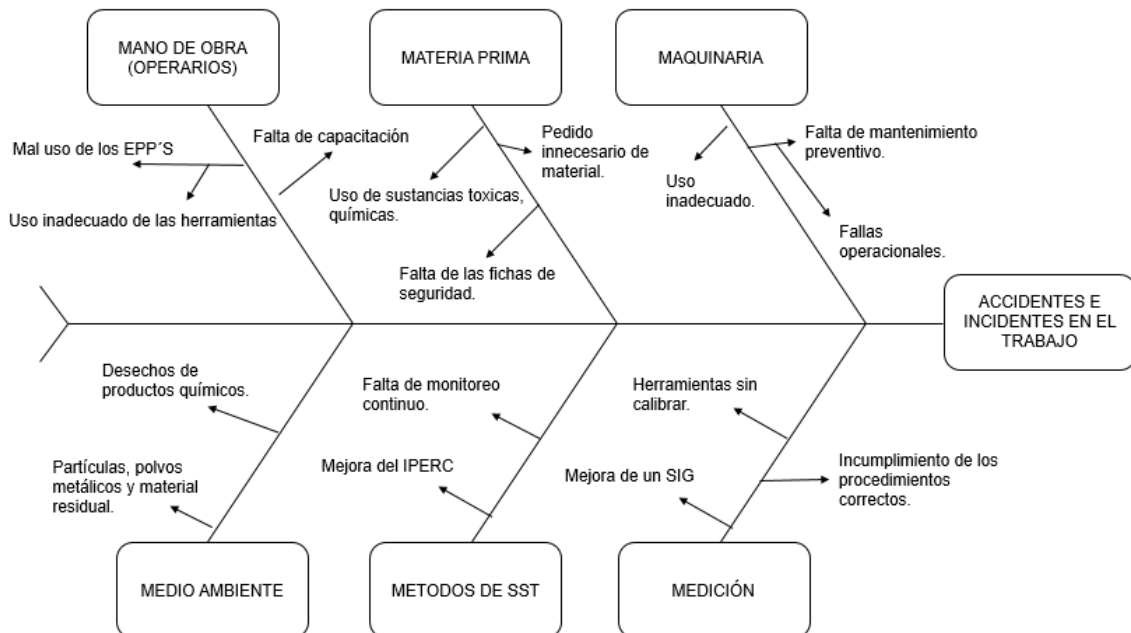 MANO DE OBRA
(OPERARIOS)
MATERIA PRIMA
MAQUINARIA
Mal uso de los EPP´S
Falta de capacitación
Uso inadecuado de las herramientas
Pedido
innecesario de
material.
Uso de sustancias toxicas,
químicas.
Falta de las fichas de
seguridad.
Falta de mantenimiento
preventivo.
Uso
inadecuado.
Fallas
operacionales.
ACCIDENTES E
INCIDENTES EN EL
TRABAJO
Desechos de
productos químicos.
Partículas, polvos
metálicos y material
residual.
Falta de monitoreo
continuo.
Mejora del IPERC
Herramientas sin
calibrar.
Mejora de un SIG
Incumplimiento de los
procedimientos
correctos.
MEDIO AMBIENTE
METODOS DE SST
MEDICIÓN